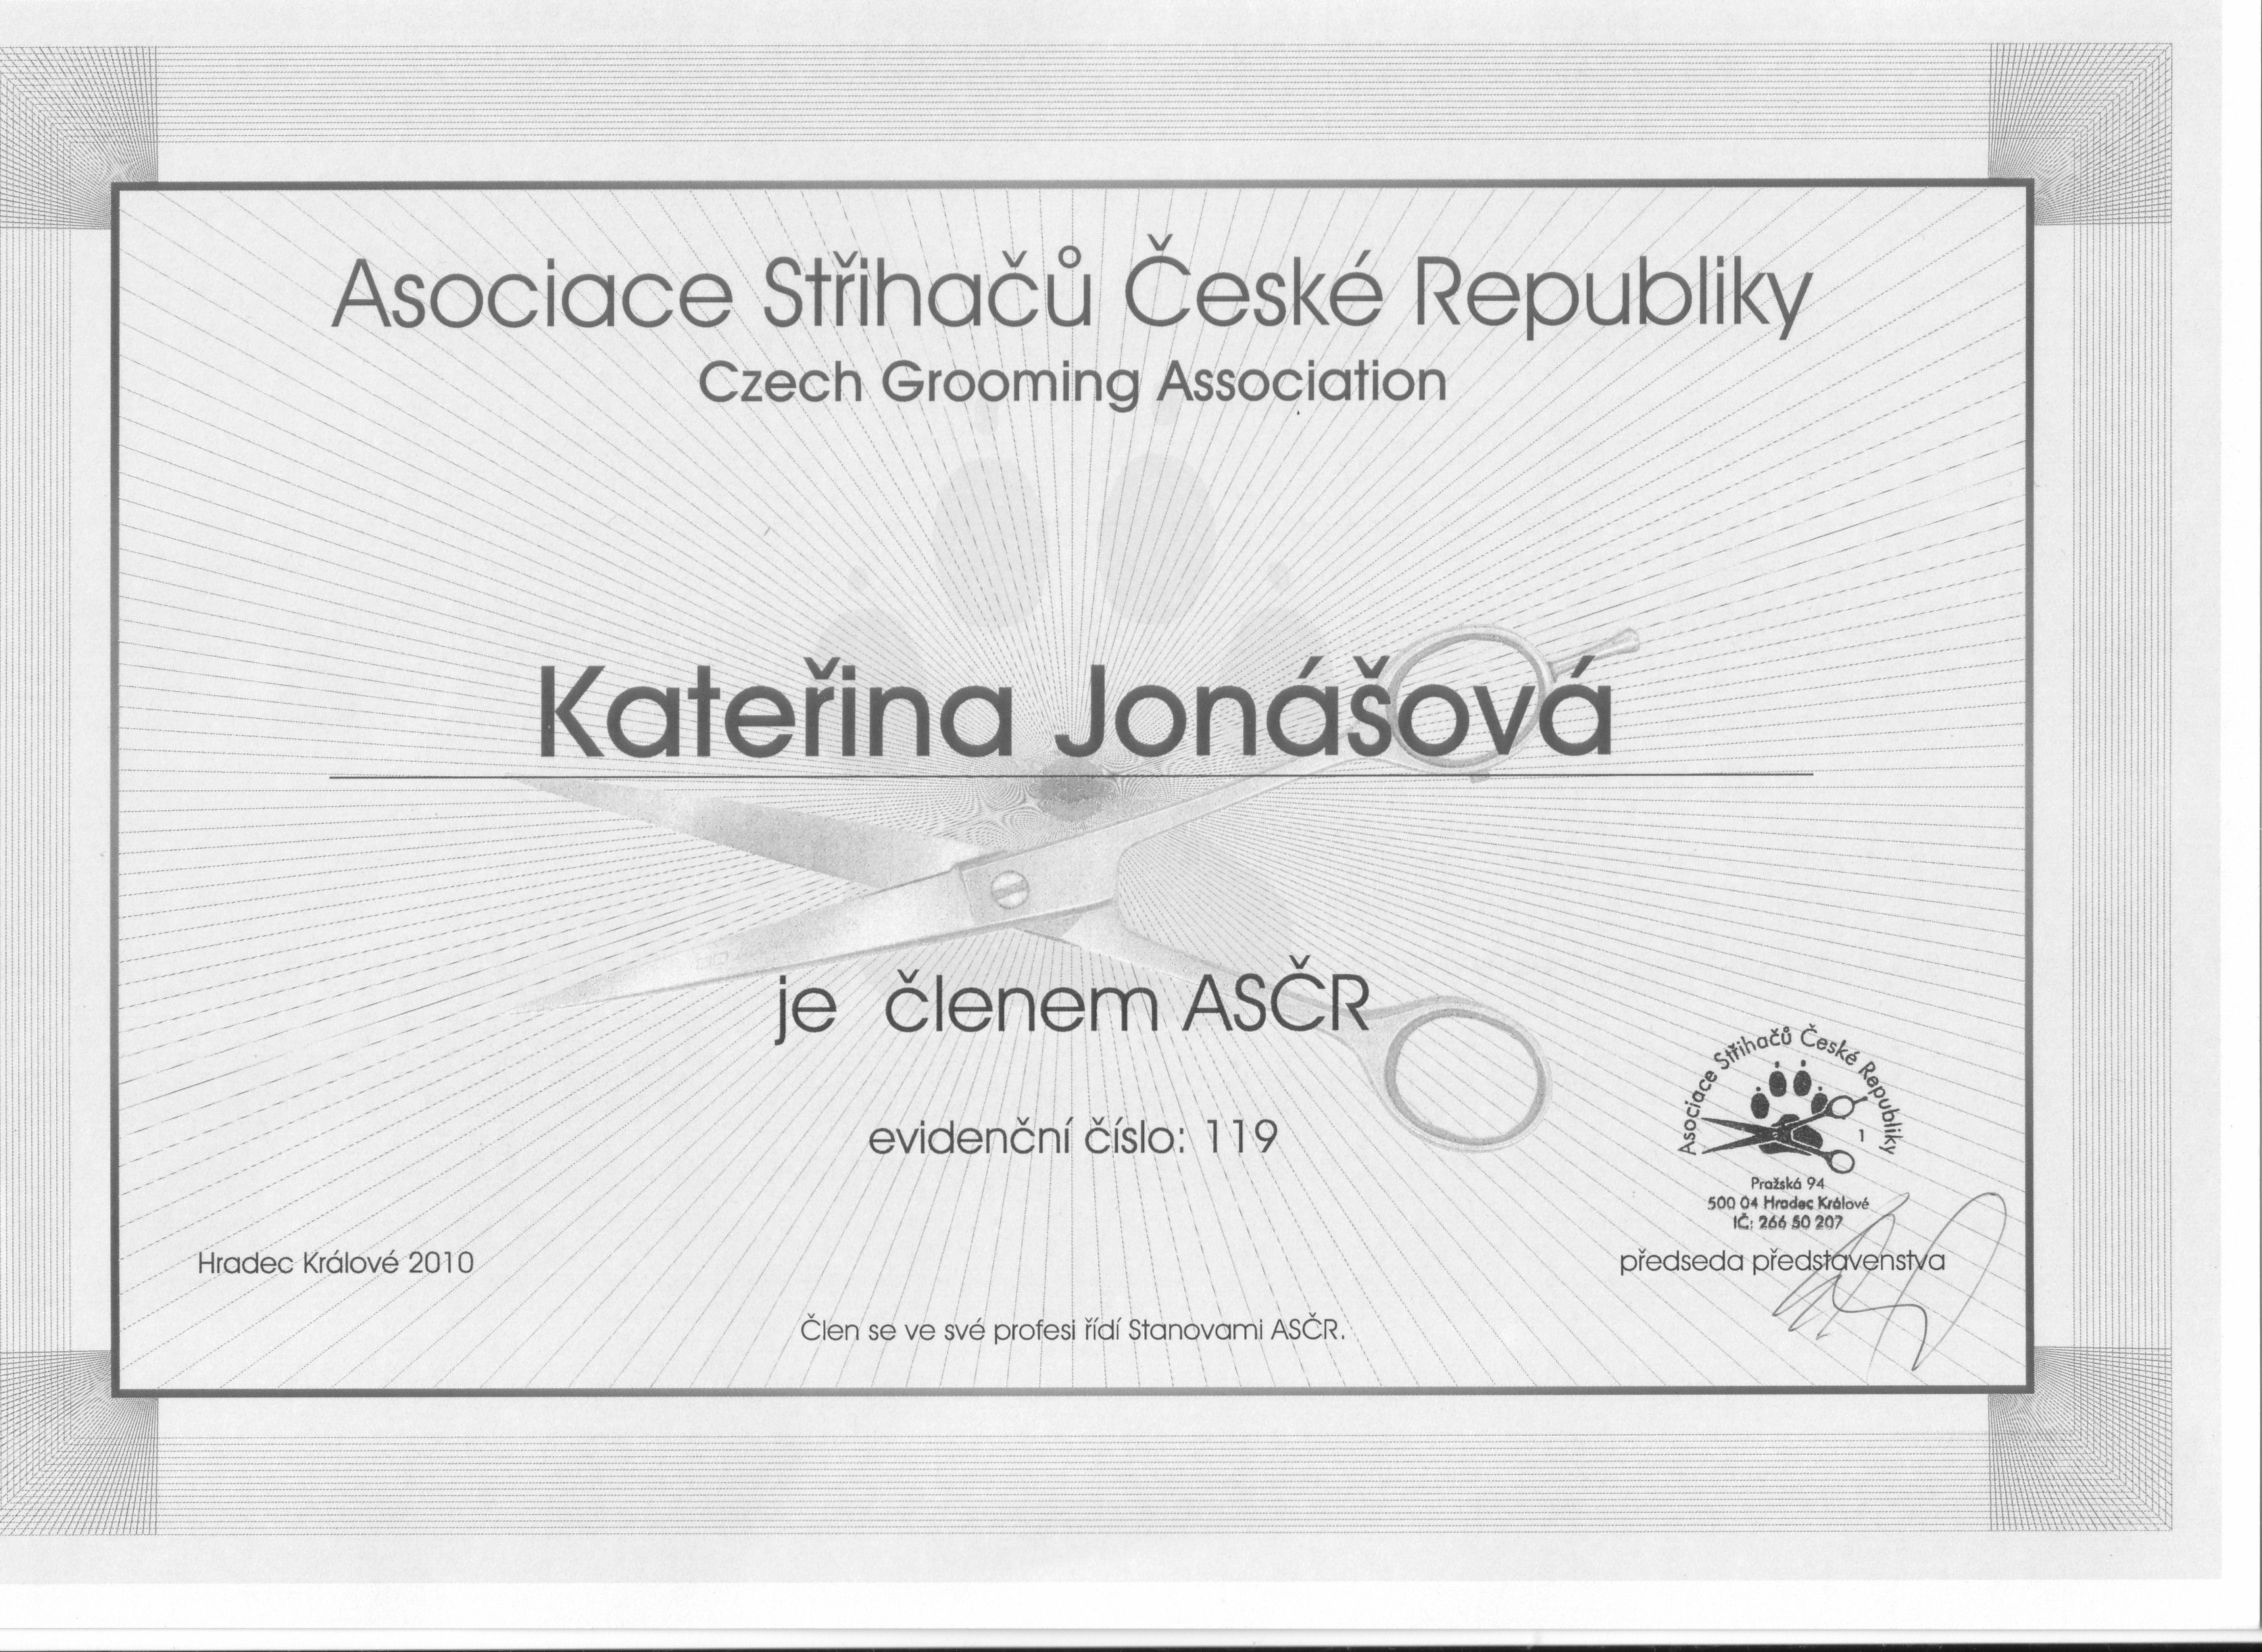 Asociace Střihačů České Republiky
Czech Grooming Association
Kateřina Jonášová
je členem ASČR
evidenční číslo: 119
Asociace Střihačů České Republiky
1
Pražská 94
500 04 Hradec Králové
IČ: 266 50 207
Hradec Králové 2010
předseda představenstva
Člen se ve své profesi řídí Stanovami ASČR.